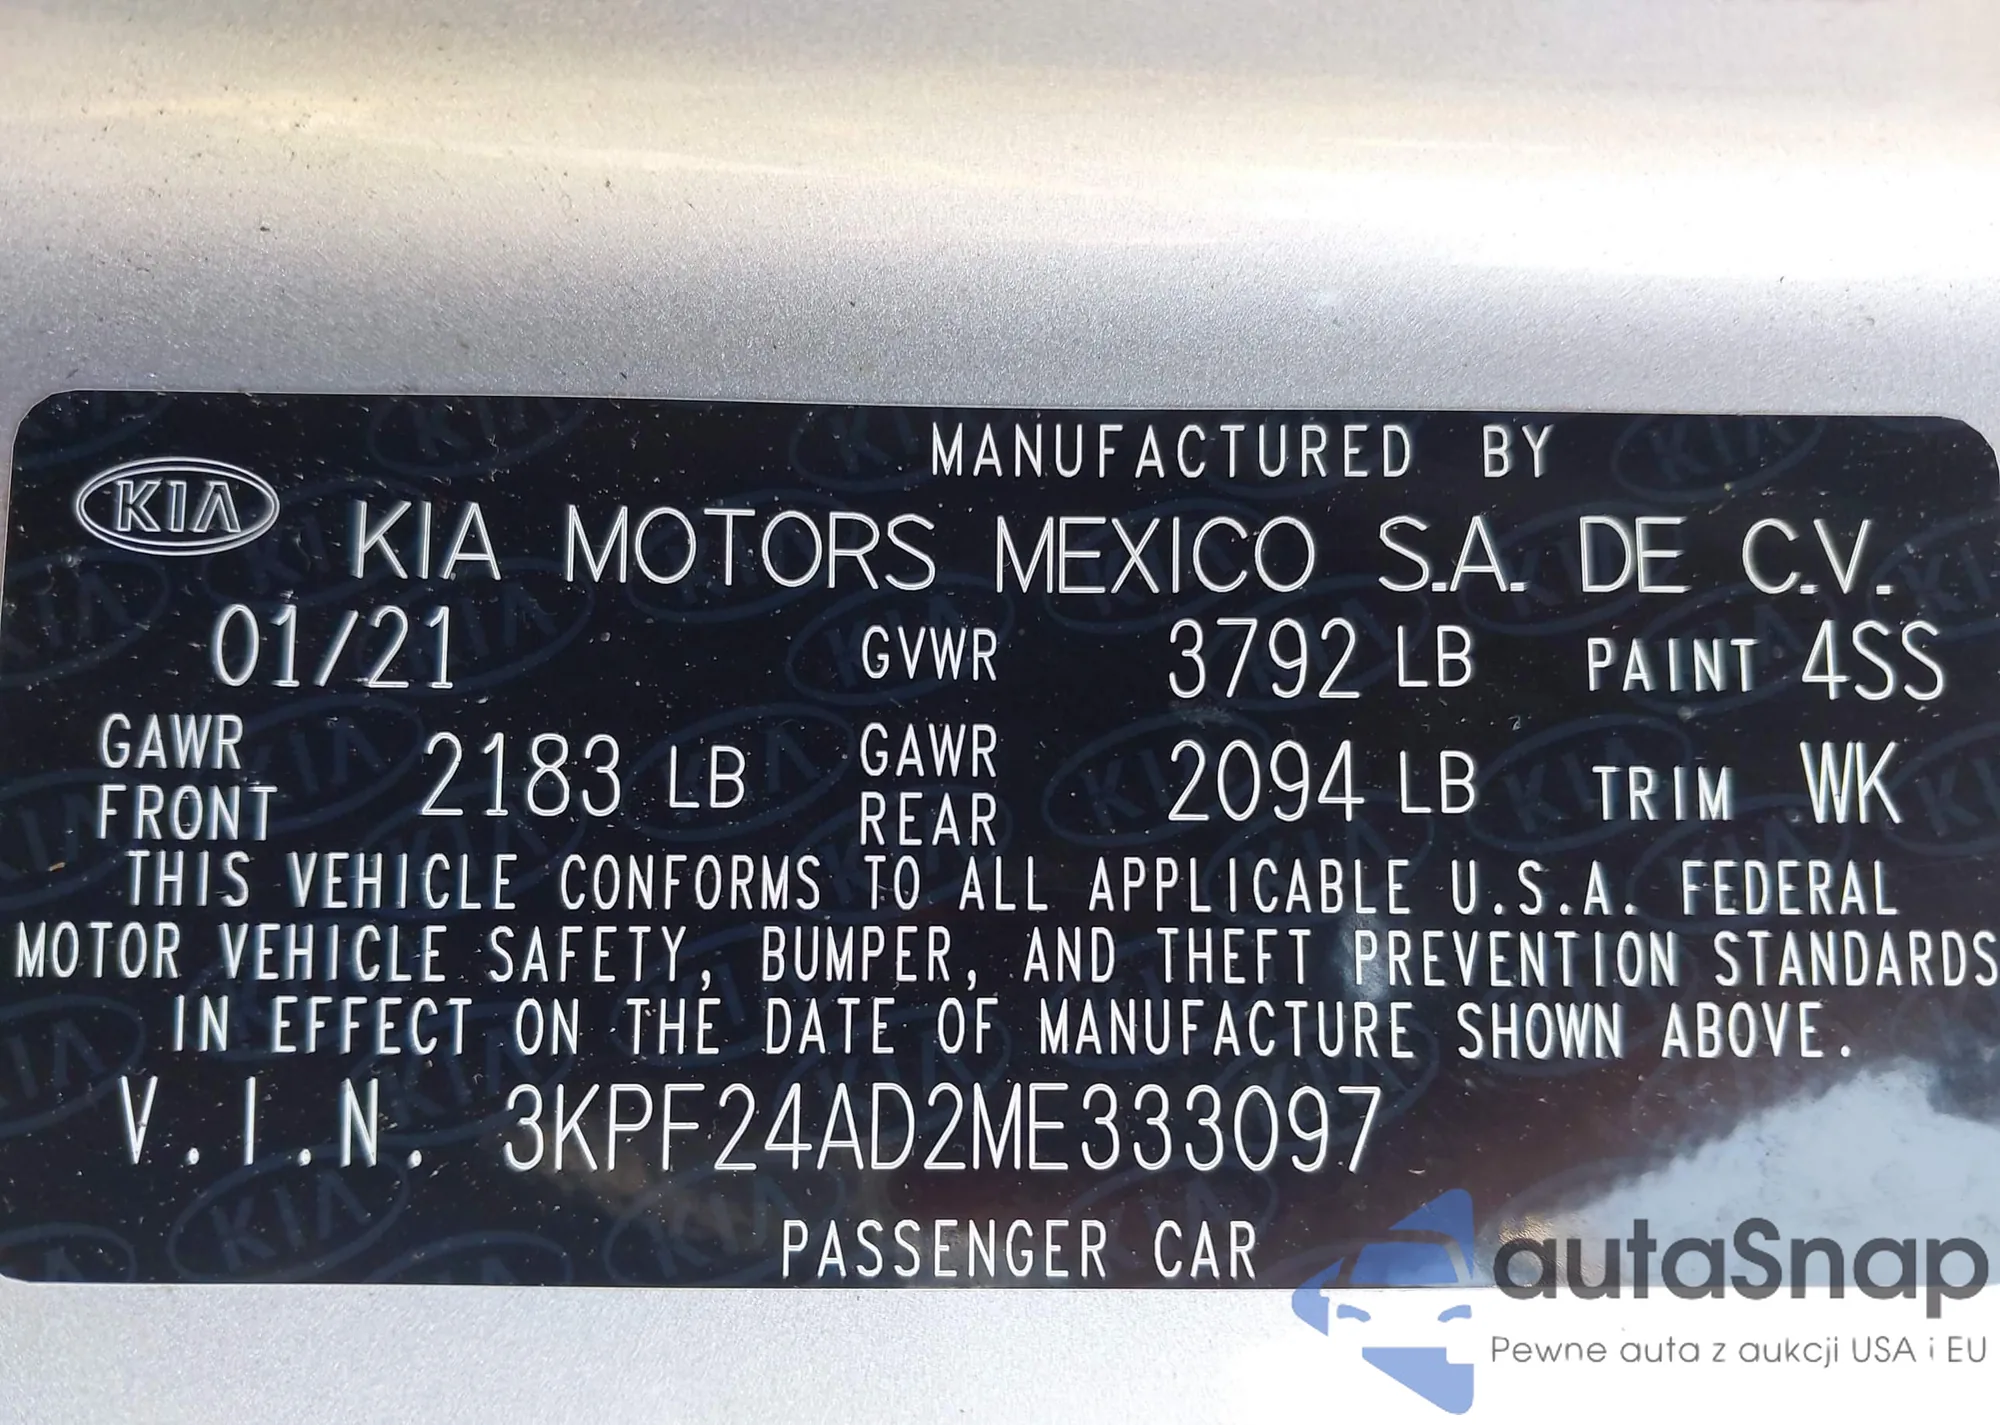 MANUFACTURED BY
KIA KIA MOTORS MEXICO S.A. DE C.V.
01/21 GVWR 3792 LB PAINT 4SS
GAWR FRONT 2183 LB GAWR REAR 2094 LB TRIM WK
THIS VEHICLE CONFORMS TO ALL APPLICABLE U.S.A. FEDERAL
MOTOR VEHICLE SAFETY, BUMPER, AND THEFT PREVENTION STANDARDS
IN EFFECT ON THE DATE OF MANUFACTURE SHOWN ABOVE.
V.I.N. 3KPF24AD2ME333097
PASSENGER CAR
autaSnap
Pewne auta z aukcji USA i EU